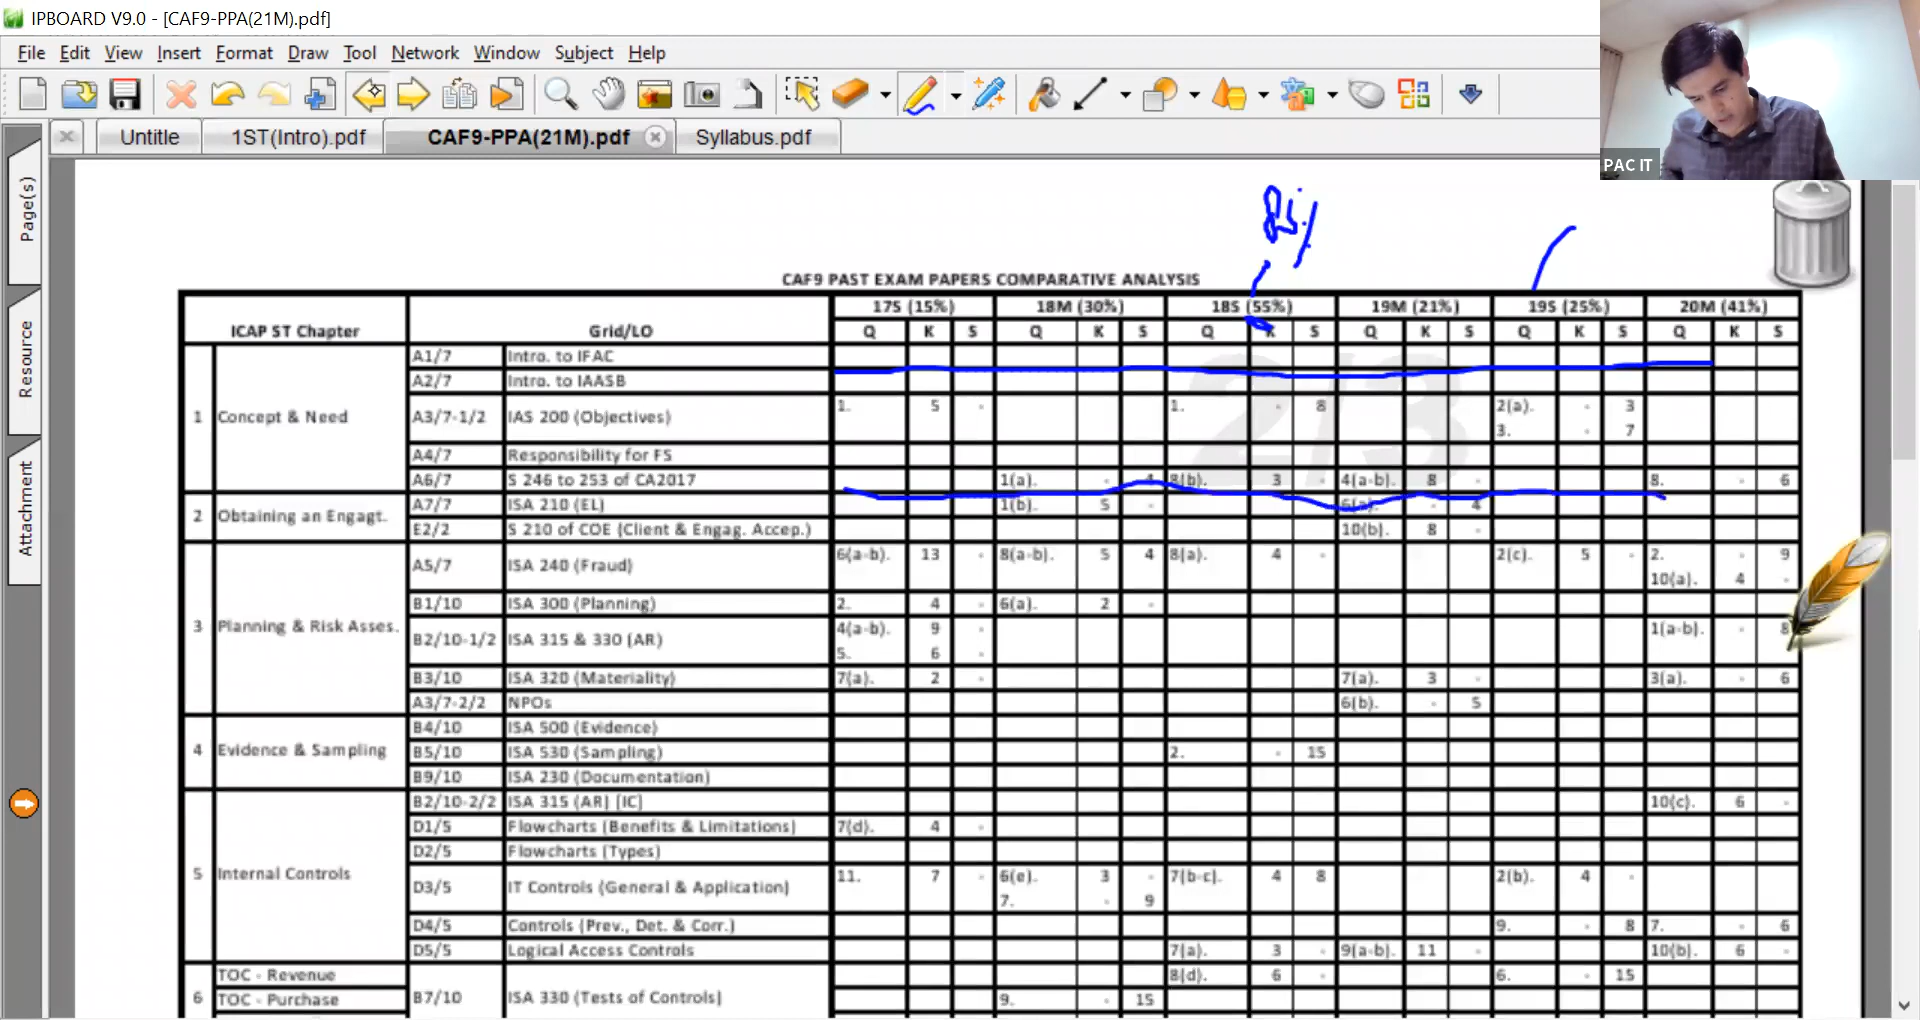 IPBOARD V9.0 - [CAF9-PPA(21M).pdf]
File Edit View Insert Format Draw Tool Network Window Subject Help
Untitle 1ST(Intro).pdf CAF9-PPA(21M).pdf Syllabus.pdf
PAC IT
Page(s)
Resource
Attachment
CAF9 PAST EXAM PAPERS COMPARATIVE ANALYSIS
ICAP ST Chapter Grid/LO 17S (15%) 18M (30%) 18S (55%) 19M (21%) 19S (25%) 20M (41%)
Q K S Q K S Q K S Q K S Q K S Q K S
A1/7 Intro. to IFAC
A2/7 Intro. to IAASB
1 Concept & Need A3/7-1/2 IAS 200 (Objectives) 1. 5 - 1. - 8 2(a). - 3
3. - 7
A4/7 Responsibility for FS
A6/7 S 246 to 253 of CA2017 1(a). - 4 8(b). 3 - 4(a-b). 8 - 8. - 6
2 Obtaining an Engagt. A7/7 ISA 210 (EL) 1(b). 5 - 6(a). - 4
E2/2 S 210 of COE (Client & Engag. Accep.) 10(b). 8 -
A5/7 ISA 240 (Fraud) 6(a-b). 13 - 8(a-b). 5 4 8(a). 4 - 2(c). 5 - 2. - 9
10(a). 4 -
B1/10 ISA 300 (Planning) 2. 4 - 6(a). 2 -
3 Planning & Risk Asses. B2/10-1/2 ISA 315 & 330 (AR) 4(a-b). 9 - 1(a-b). - 8
5. 6 -
B3/10 ISA 320 (Materiality) 7(a). 2 - 7(a). 3 - 3(a). - 6
A3/7-2/2 NPOs 6(b). - 5
B4/10 ISA 500 (Evidence)
4 Evidence & Sampling B5/10 ISA 530 (Sampling) 2. - 15
B9/10 ISA 230 (Documentation)
B2/10-2/2 ISA 315 (AR) [IC] 10(c). 6 -
D1/5 Flowcharts (Benefits & Limitations) 7(d). 4 -
D2/5 Flowcharts (Types)
5 Internal Controls D3/5 IT Controls (General & Application) 11. 7 - 6(e). 3 - 7(b-c). 4 8 2(b). 4 -
7. - 9
D4/5 Controls (Prev., Det. & Corr.) 9. - 8 7. - 6
D5/5 Logical Access Controls 7(a). 3 - 9(a-b). 11 - 10(b). 6 -
TOC - Revenue 8(d). 6 - 6. - 15
6 TOC - Purchase B7/10 ISA 330 (Tests of Controls) 9. - 15
2/3